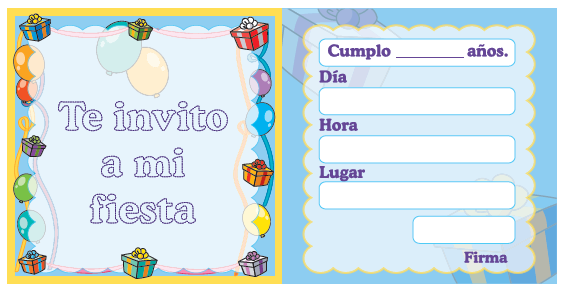 Te invito
a mi
fiesta
Cumplo ________ años.
Día
Hora
Lugar
Firma